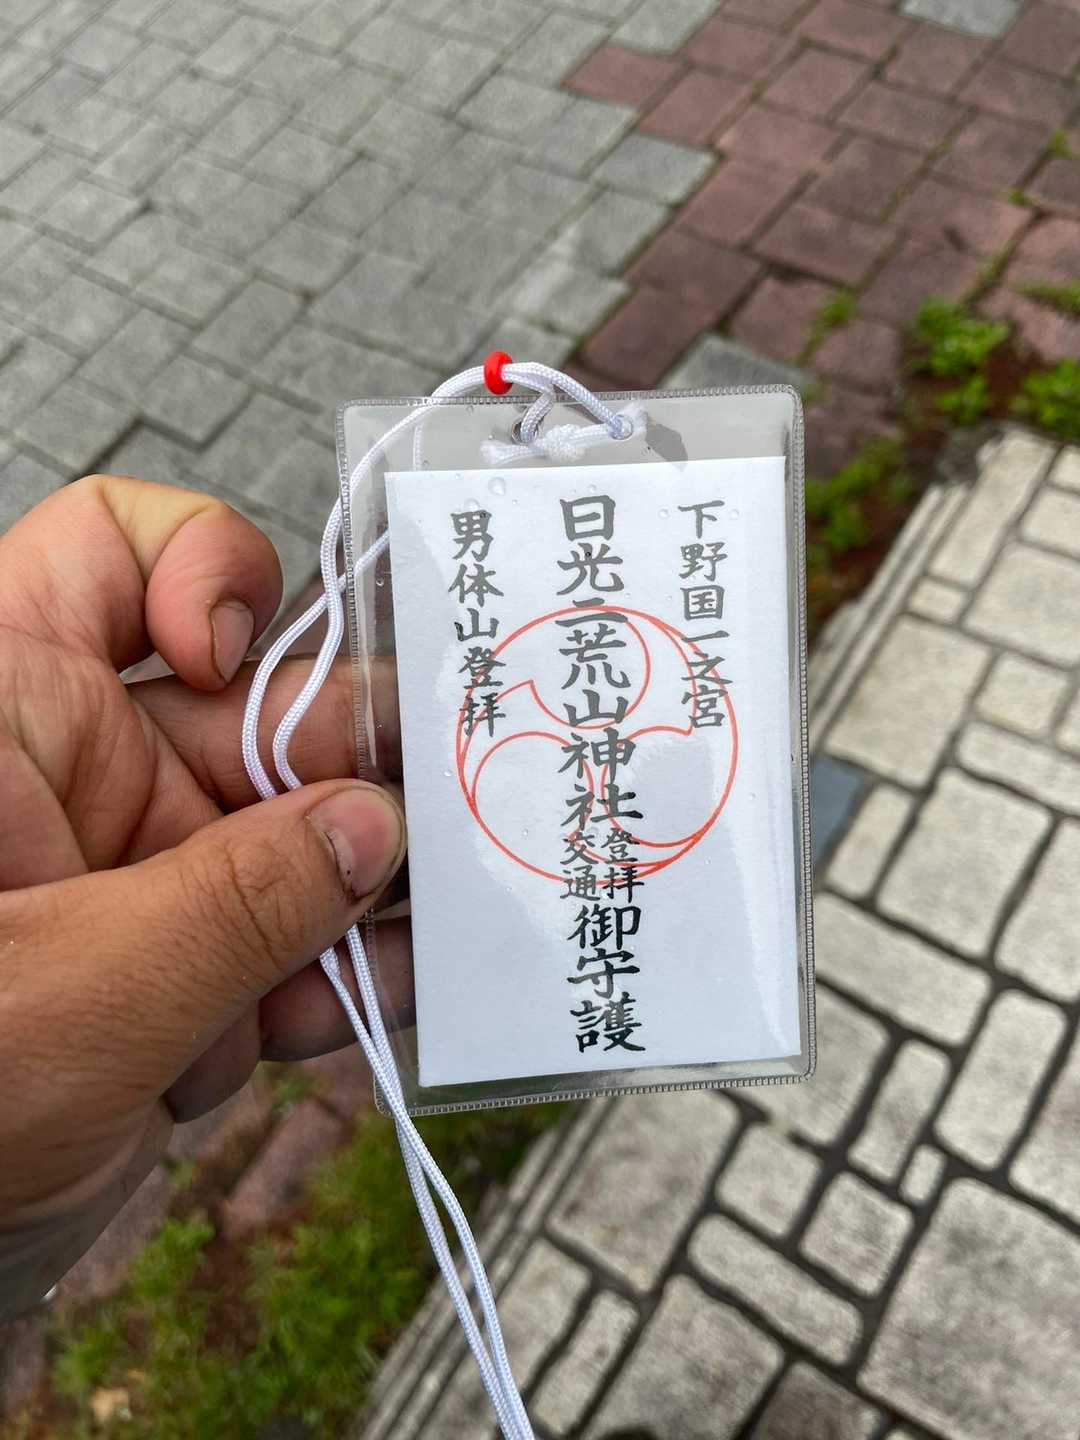 下野国一之宮
日光二荒山神社登拝交通御守護
男体山登拝